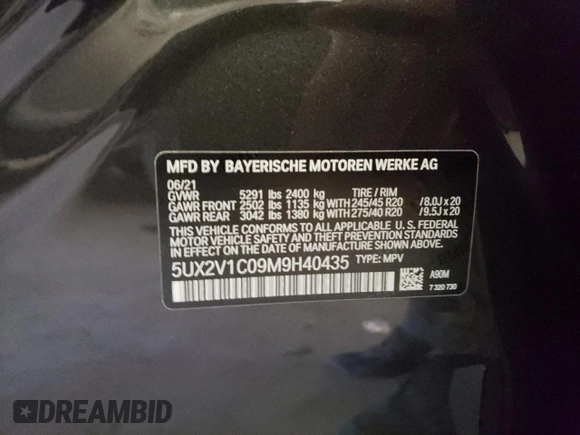 MFD BY BAYERISCHE MOTOREN WERKE AG
06/21
GVWR 5291 lbs 2400 kg TIRE / RIM
GAWR FRONT 2502 lbs 1135 kg WITH 245/45 R20 /8.0J x 20
GAWR REAR 3042 lbs 1380 kg WITH 275/40 R20 /9.5J x 20
THIS VEHICLE CONFORMS TO ALL APPLICABLE U. S. FEDERAL
MOTOR VEHICLE SAFETY AND THEFT PREVENTION STANDARDS
IN EFFECT ON THE DATE OF MANUFACTURE SHOWN ABOVE.
5UX2V1C09M9H40435 TYPE: MPV
A90M
7 320 730
DREAMBID